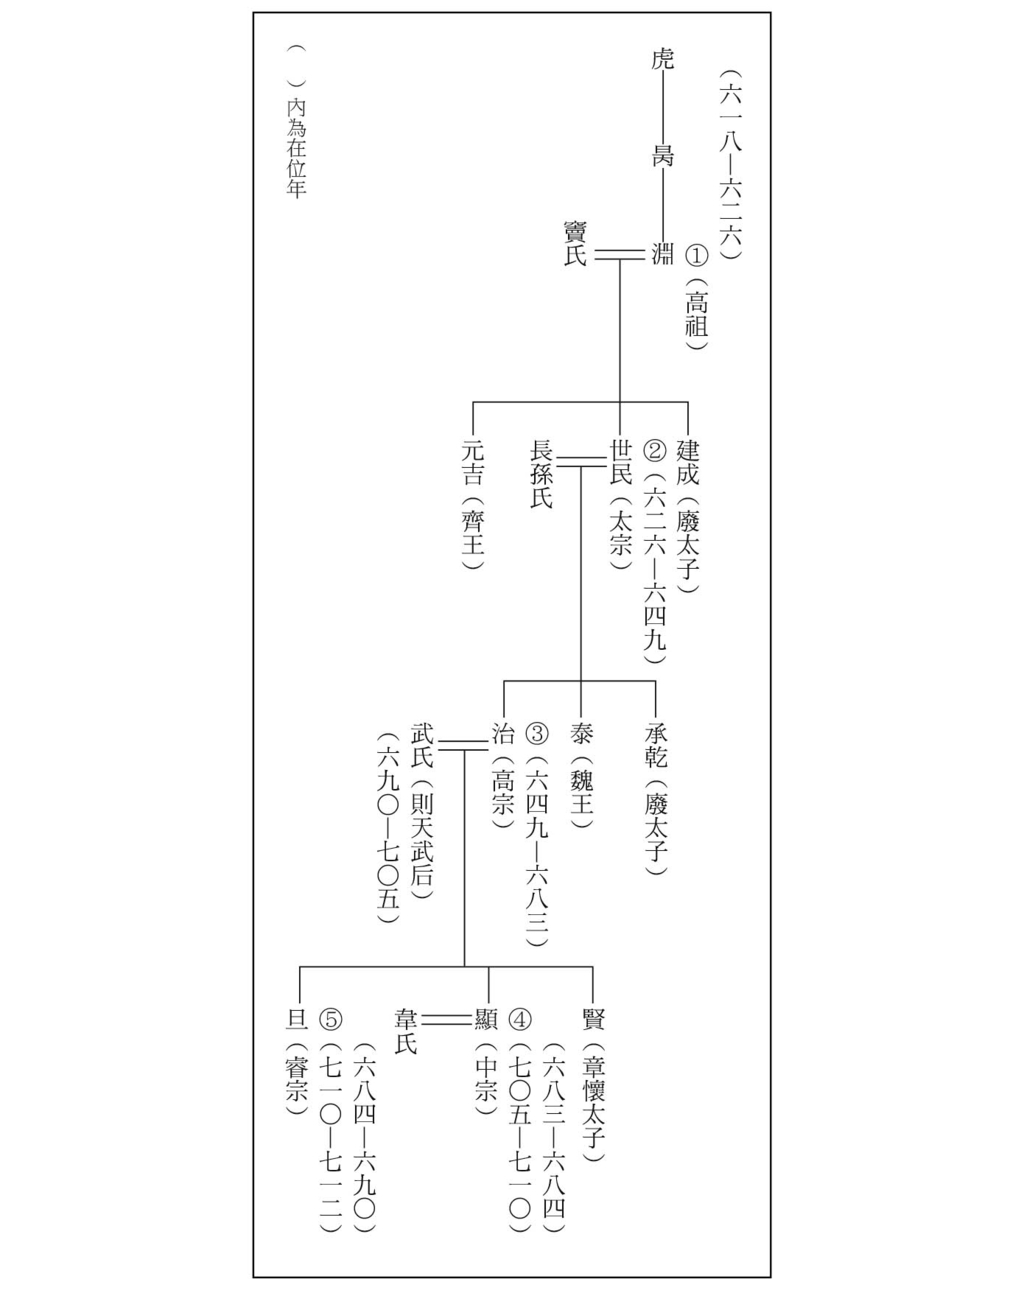 （六一八—六二六）
①（高祖）
虎
昺
淵
竇氏
建成（廢太子）
②（六二六—六四九）
世民（太宗）
長孫氏
元吉（齊王）
承乾（廢太子）
泰（魏王）
③（六四九—六八三）
治（高宗）
武氏（則天武后）
（六九〇—七〇五）
賢（章懷太子）
（六八三—六八四）
④（七〇五—七一〇）
顯（中宗）
韋氏
（六八四—六九〇）
⑤（七一〇—七一二）
旦（睿宗）
（　）內為在位年